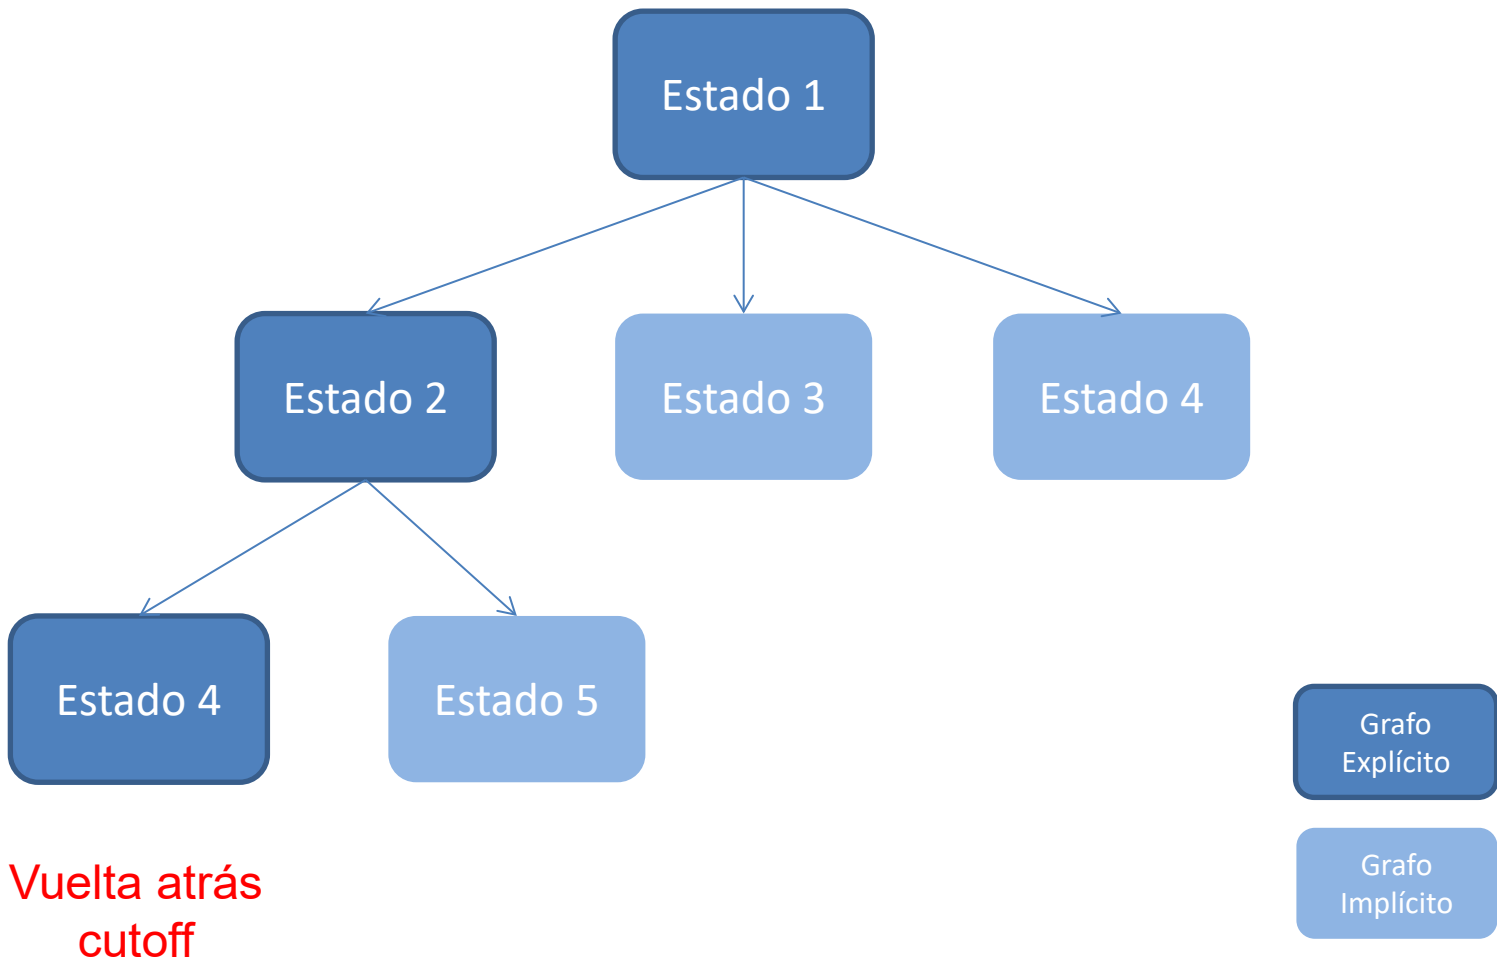 Estado 1
Estado 2
Estado 3
Estado 4
Estado 4
Estado 5
Grafo
Explícito
Grafo
Implícito
Vuelta atrás
cutoff